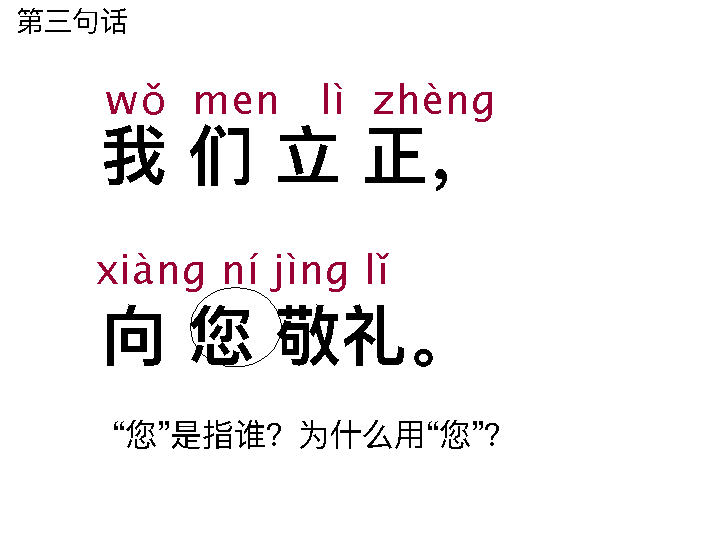 第三句话
wǒ men lì zhèng
我 们 立 正，
xiàng ní jìng lǐ
向 您 敬 礼。
“您”是指谁？为什么用“您”？